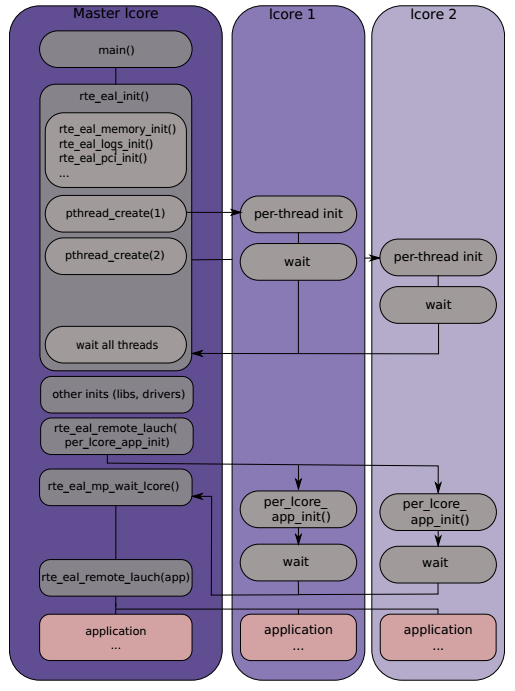 Master lcore
lcore 1
lcore 2
main()
rte_eal_init()
rte_eal_memory_init()
rte_eal_logs_init()
rte_eal_pci_init()
...
pthread_create(1)
per-thread init
pthread_create(2)
wait
per-thread init
wait
wait all threads
other inits (libs, drivers)
rte_eal_remote_lauch(
per_lcore_app_init)
rte_eal_mp_wait_lcore()
per_lcore_
app_init()
per_lcore_
app_init()
wait
wait
rte_eal_remote_lauch(app)
application
...
application
...
application
...